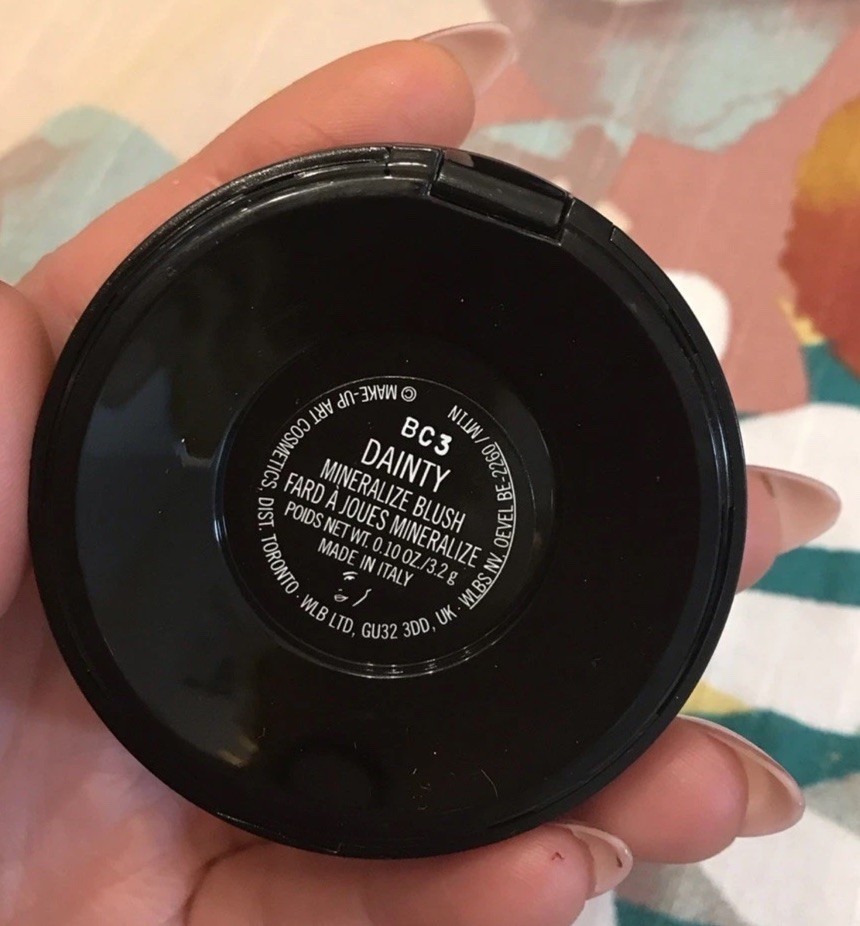 BC3
DAINTY
MINERALIZE BLUSH
FARD À JOUES MINERALIZE
POIDS NET WT. 0.10 OZ./3.2 g
MADE IN ITALY
© MAKE-UP ART COSMETICS, DIST. TORONTO · WLB LTD, GU32 3DD, UK · WLBS NV, OEVEL BE-2260 / MT1N